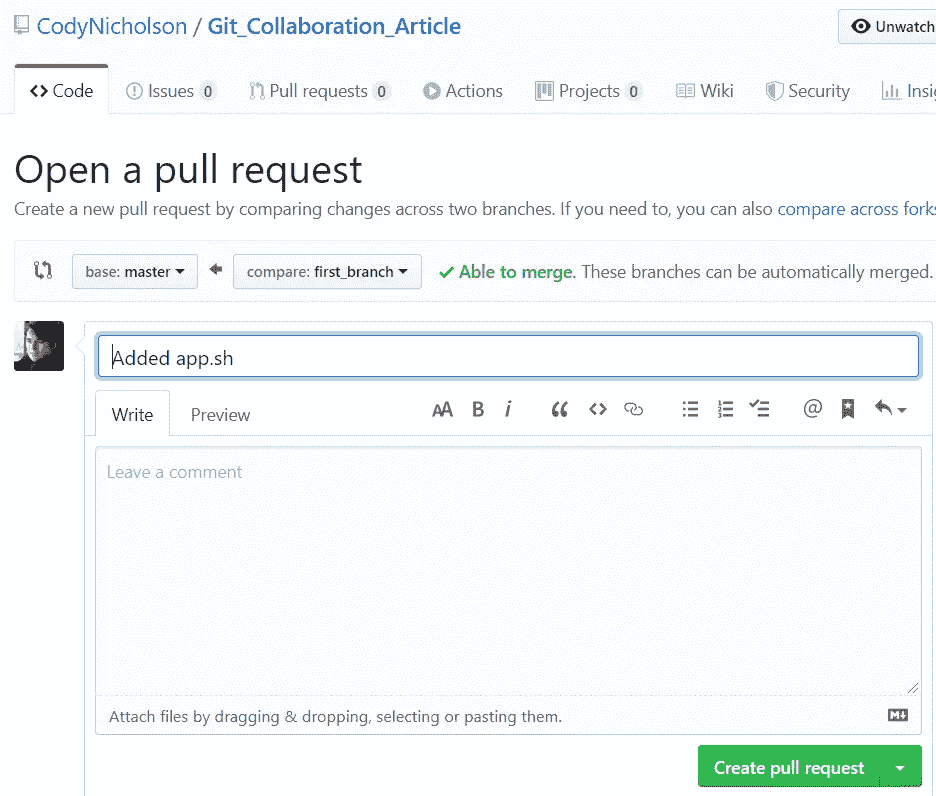 CodyNicholson / Git_Collaboration_Article
Unwatch
Code Issues 0 Pull requests 0 Actions Projects 0 Wiki Security Insig
Open a pull request
Create a new pull request by comparing changes across two branches. If you need to, you can also compare across forks
base: master compare: first_branch Able to merge. These branches can be automatically merged.
Added app.sh
Write Preview AA B i
Leave a comment
Attach files by dragging & dropping, selecting or pasting them.
Create pull request